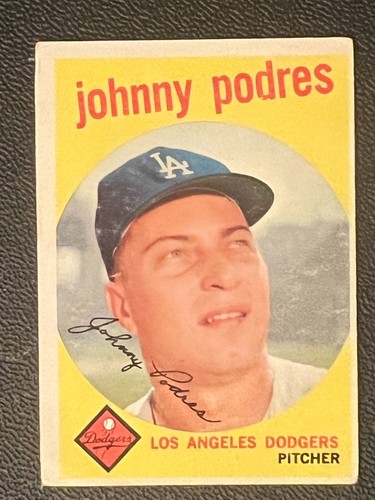 johnny podres
LA
Johnny Podres
Dodgers
LOS ANGELES DODGERS
PITCHER